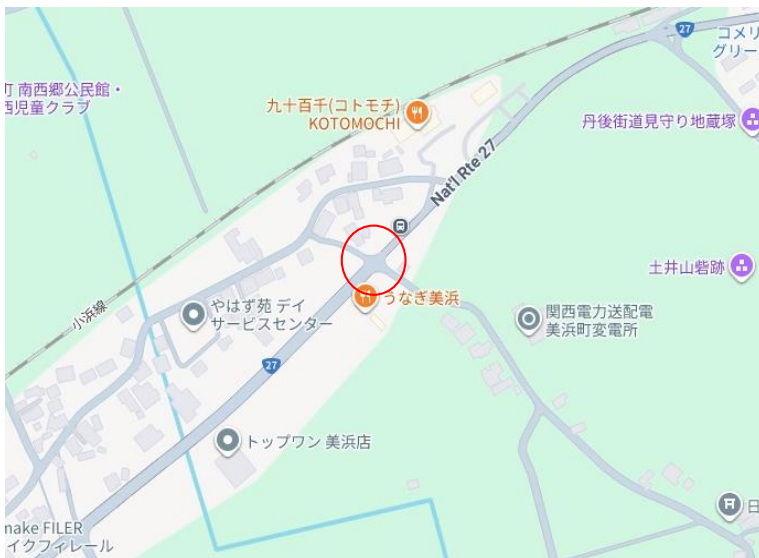 27
コメリ
グリー
町 南西郷公民館・
西児童クラブ
九十百千(コトモチ)
KOTOMOCHI
丹後街道見守り地蔵塚
Nat'l Rte 27
土井山砦跡
うなぎ美浜
小浜線
やはず苑 デイ
サービスセンター
関西電力送配電
美浜町変電所
27
トップワン 美浜店
nake FILER
イクフィレール
日